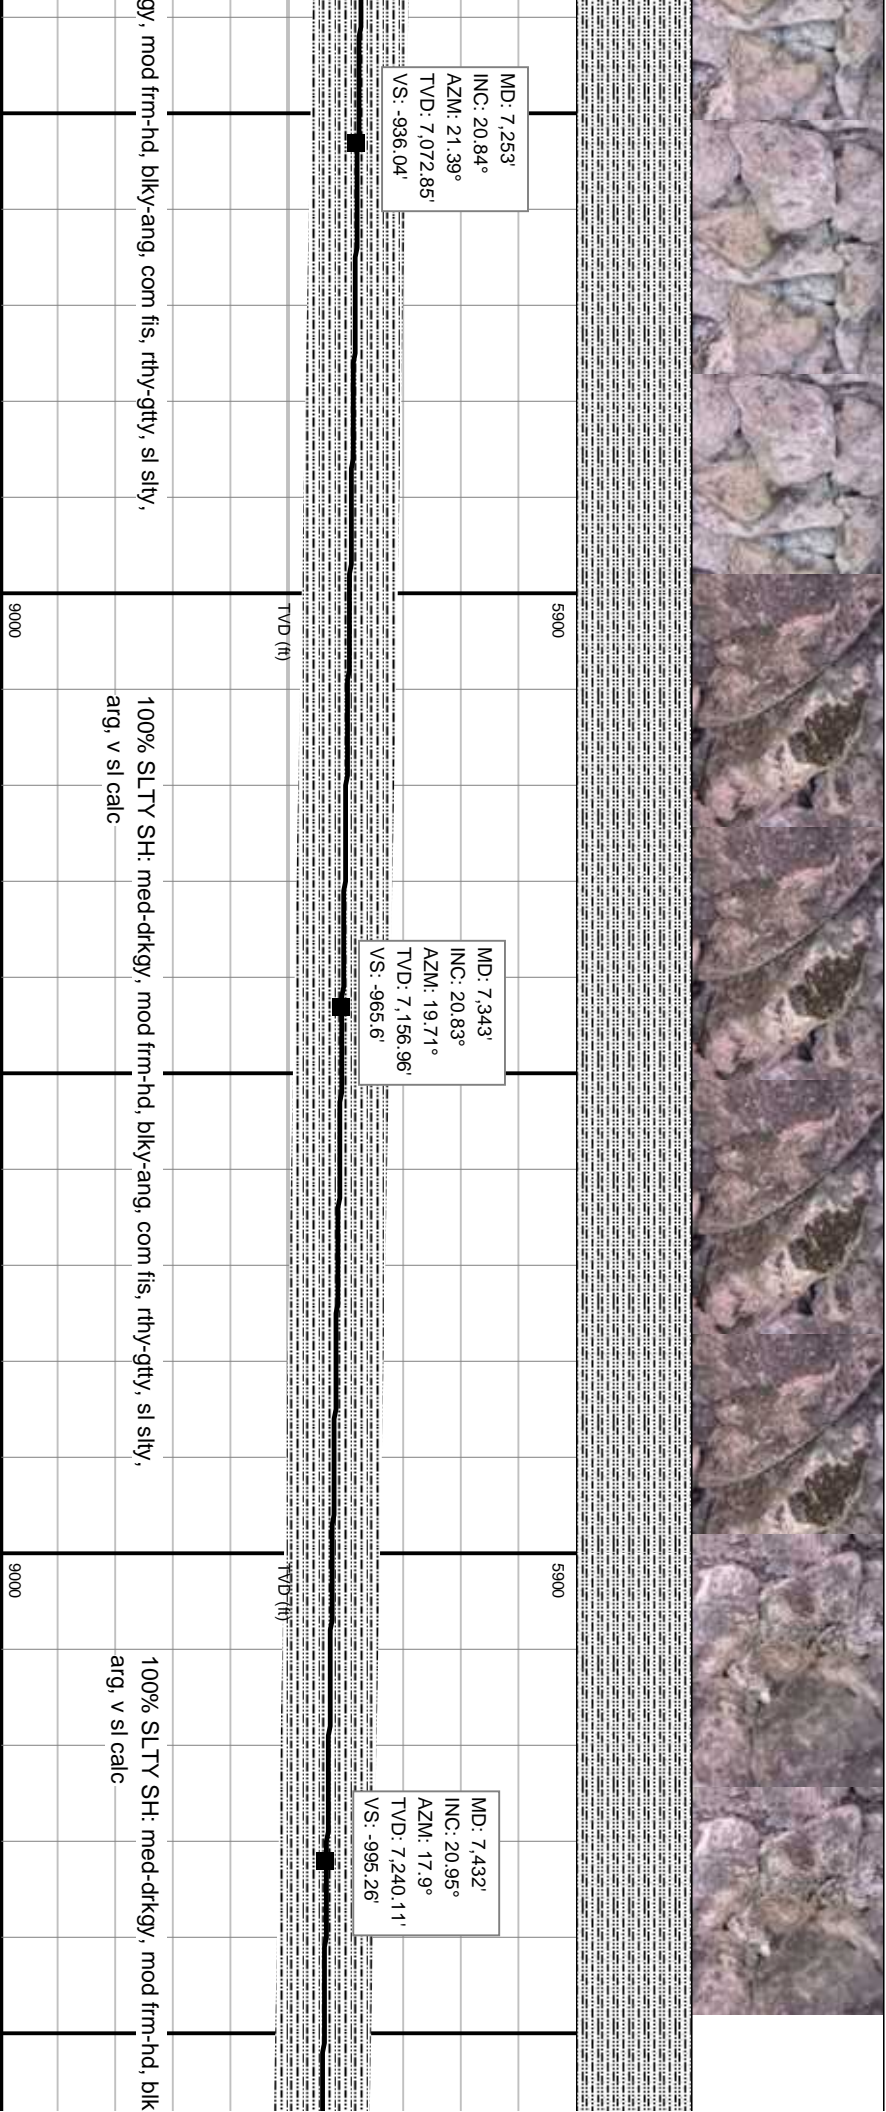 gy, mod frm-hd, blky-ang, com fis, rthy-gtty, sl slty,
MD: 7,253'
INC: 20.84°
AZM: 21.39°
TVD: 7,072.85'
VS: -936.04'
5900
TVD (ft)
9000
100% SLTY SH: med-drkgy, mod frm-hd, blky-ang, com fis, rthy-gtty, sl slty,
arg, v sl calc
MD: 7,343'
INC: 20.83°
AZM: 19.71°
TVD: 7,156.96'
VS: -965.6'
5900
TVD (ft)
9000
100% SLTY SH: med-drkgy, mod frm-hd, blk
arg, v sl calc
MD: 7,432'
INC: 20.95°
AZM: 17.9°
TVD: 7,240.11'
VS: -995.26'